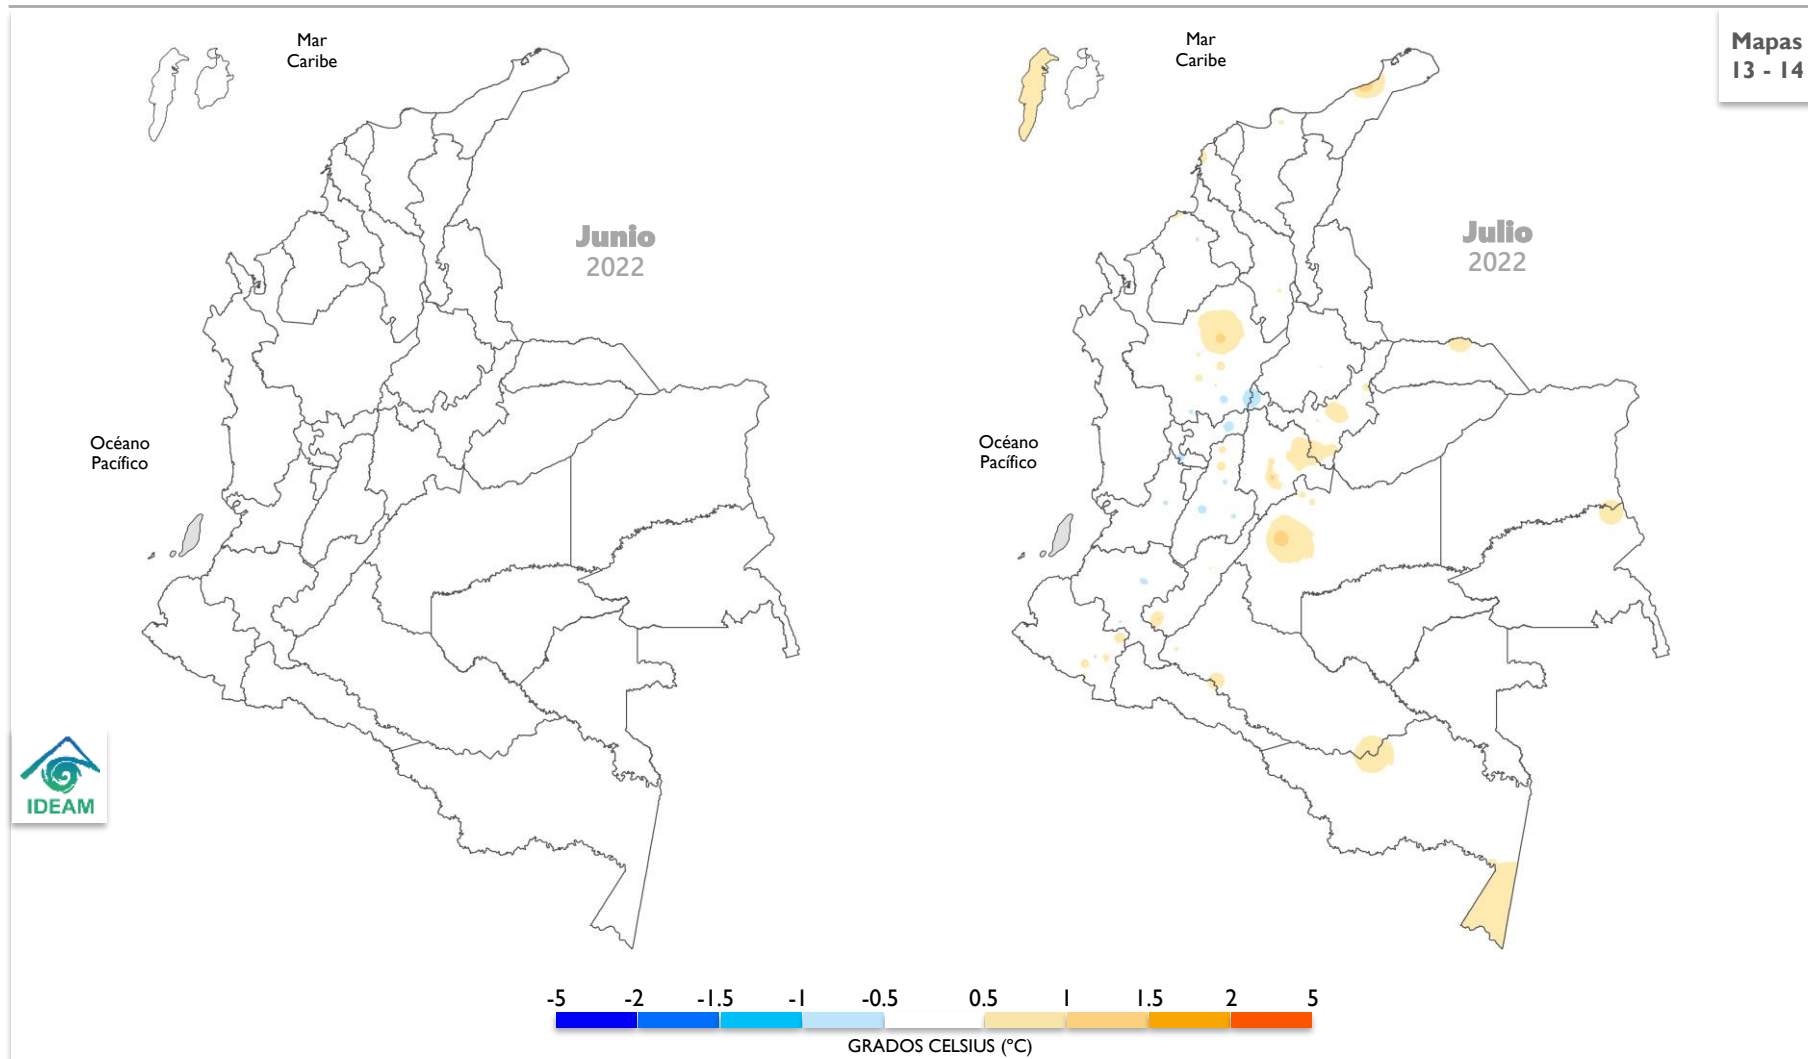 Mar
Caribe
Mar
Caribe
Mapas
13 - 14
Junio
2022
Julio
2022
Océano
Pacífico
Océano
Pacífico
IDEAM
-5 -2 -1.5 -1 -0.5 0.5 1 1.5 2 5
GRADOS CELSIUS (°C)